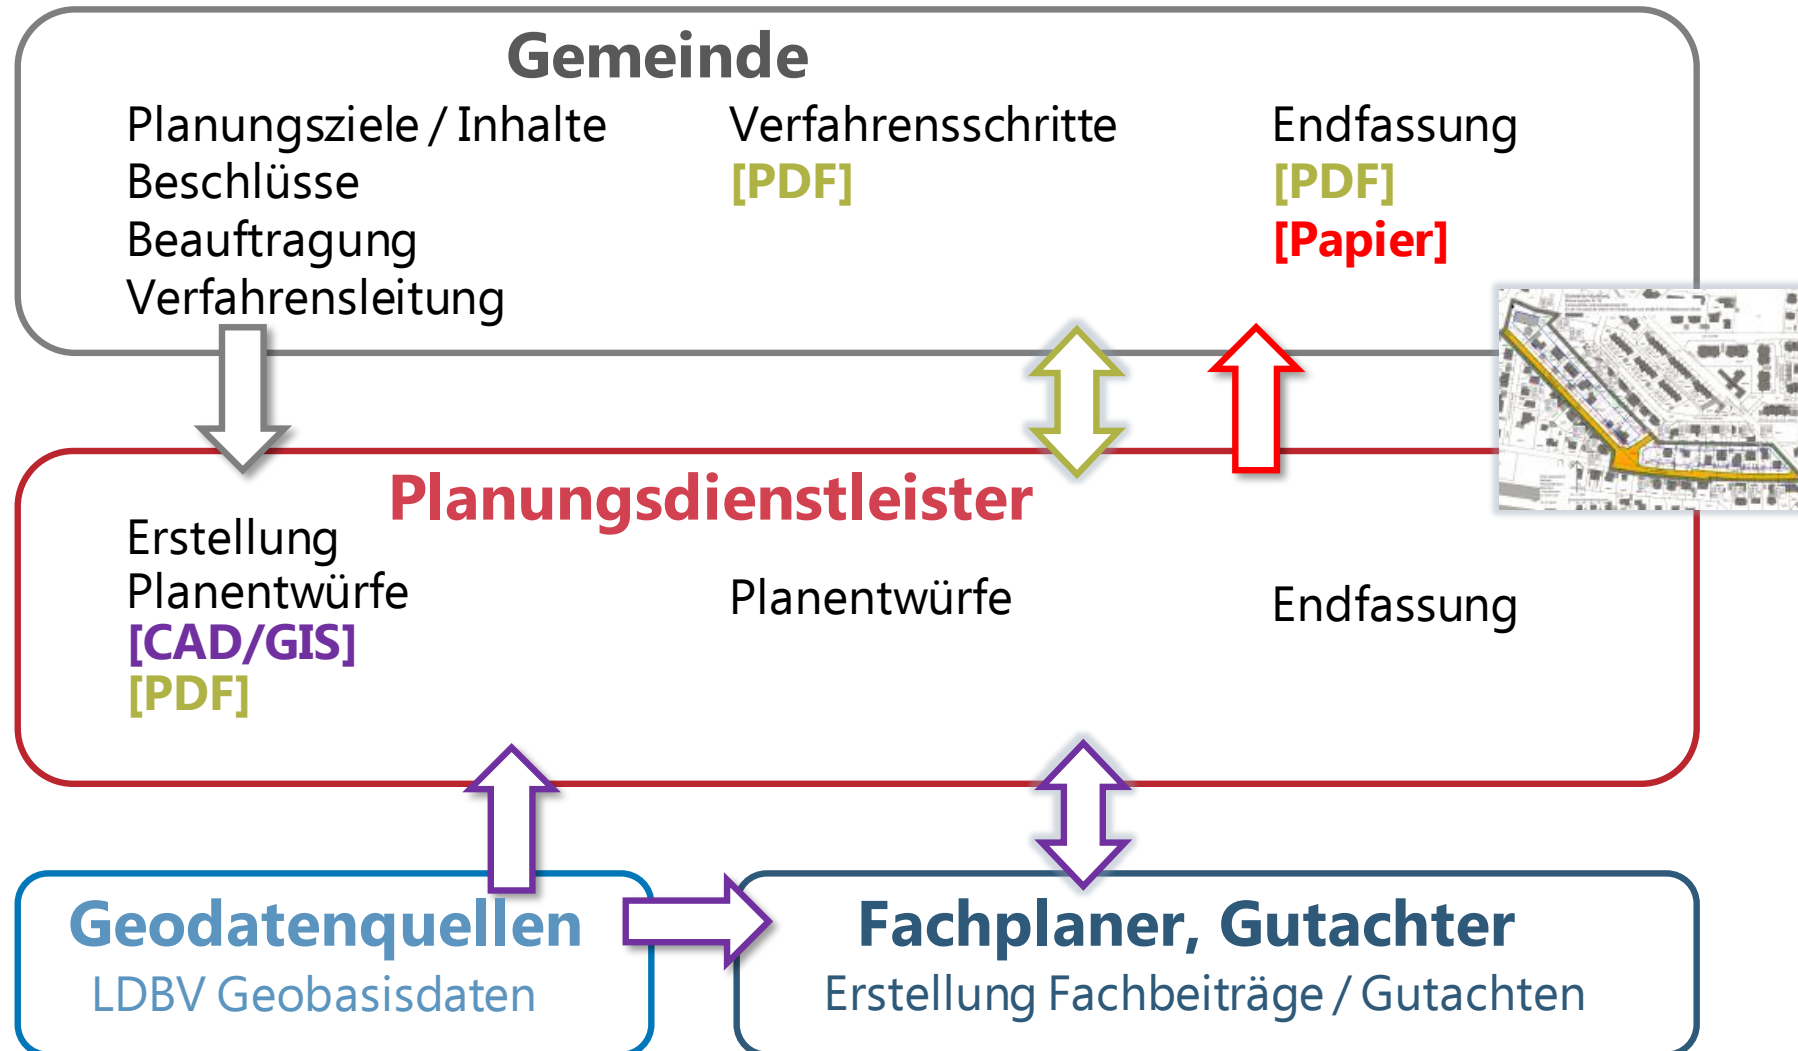 Gemeinde
Planungsziele / Inhalte
Beschlüsse
Beauftragung
Verfahrensleitung
Verfahrensschritte
[PDF]
Endfassung
[PDF]
[Papier]
Planungsdienstleister
Erstellung
Planentwürfe
[CAD/GIS]
[PDF]
Planentwürfe
Endfassung
Geodatenquellen
LDBV Geobasisdaten
Fachplaner, Gutachter
Erstellung Fachbeiträge / Gutachten